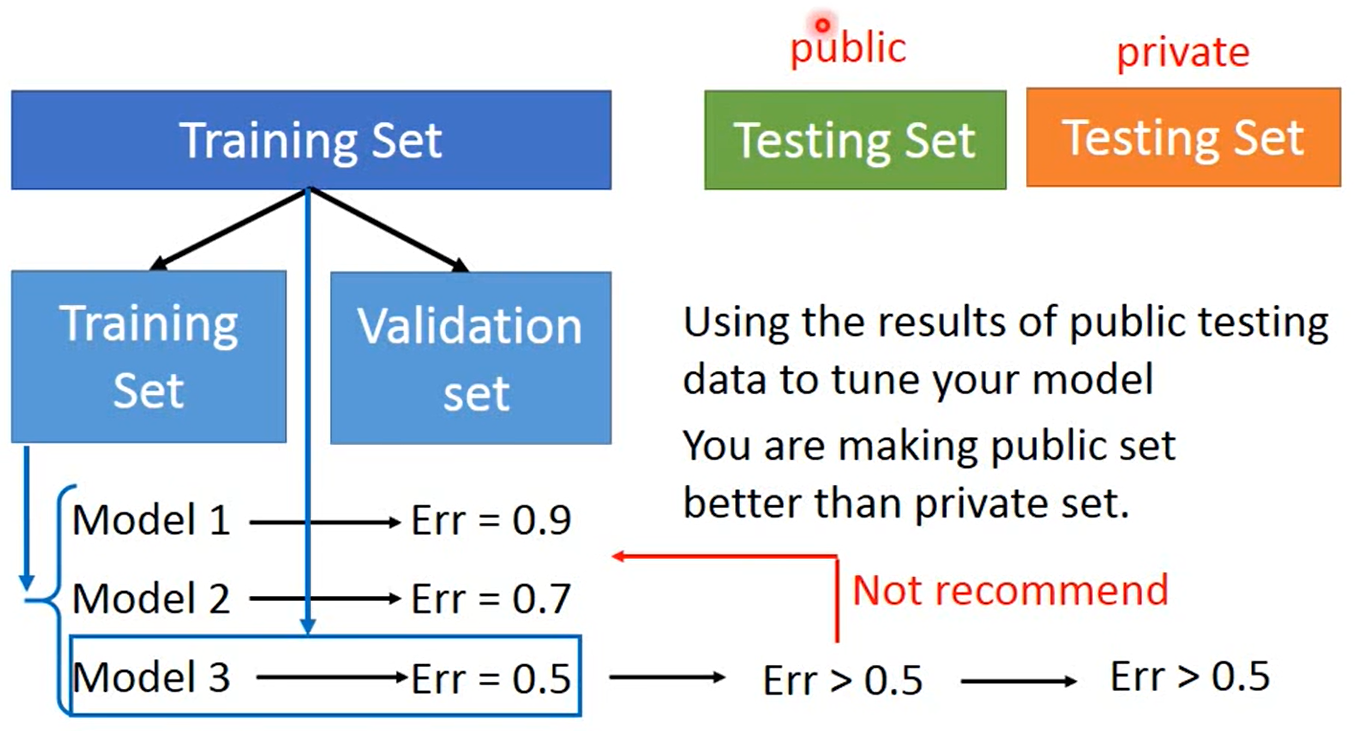 public
private
Training Set
Testing Set
Testing Set
Training
Set
Validation
set
Using the results of public testing
data to tune your model
You are making public set
better than private set.
Model 1
Err = 0.9
Model 2
Err = 0.7
Not recommend
Model 3
Err = 0.5
Err > 0.5
Err > 0.5